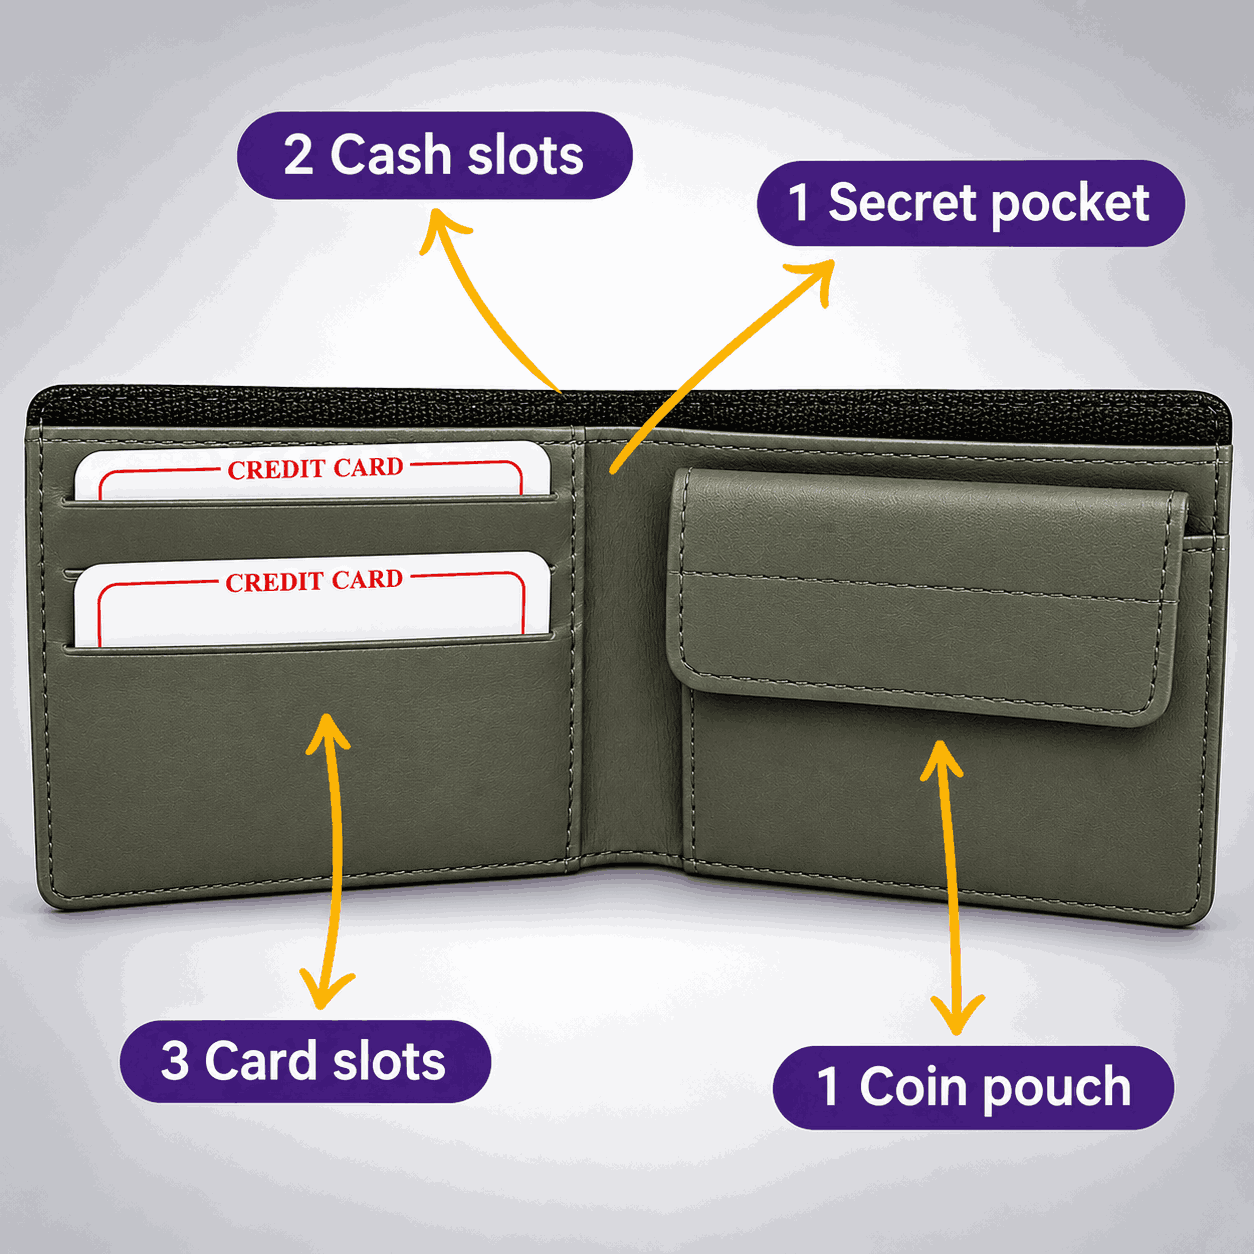 2 Cash slots
1 Secret pocket
CREDIT CARD
CREDIT CARD
3 Card slots
1 Coin pouch